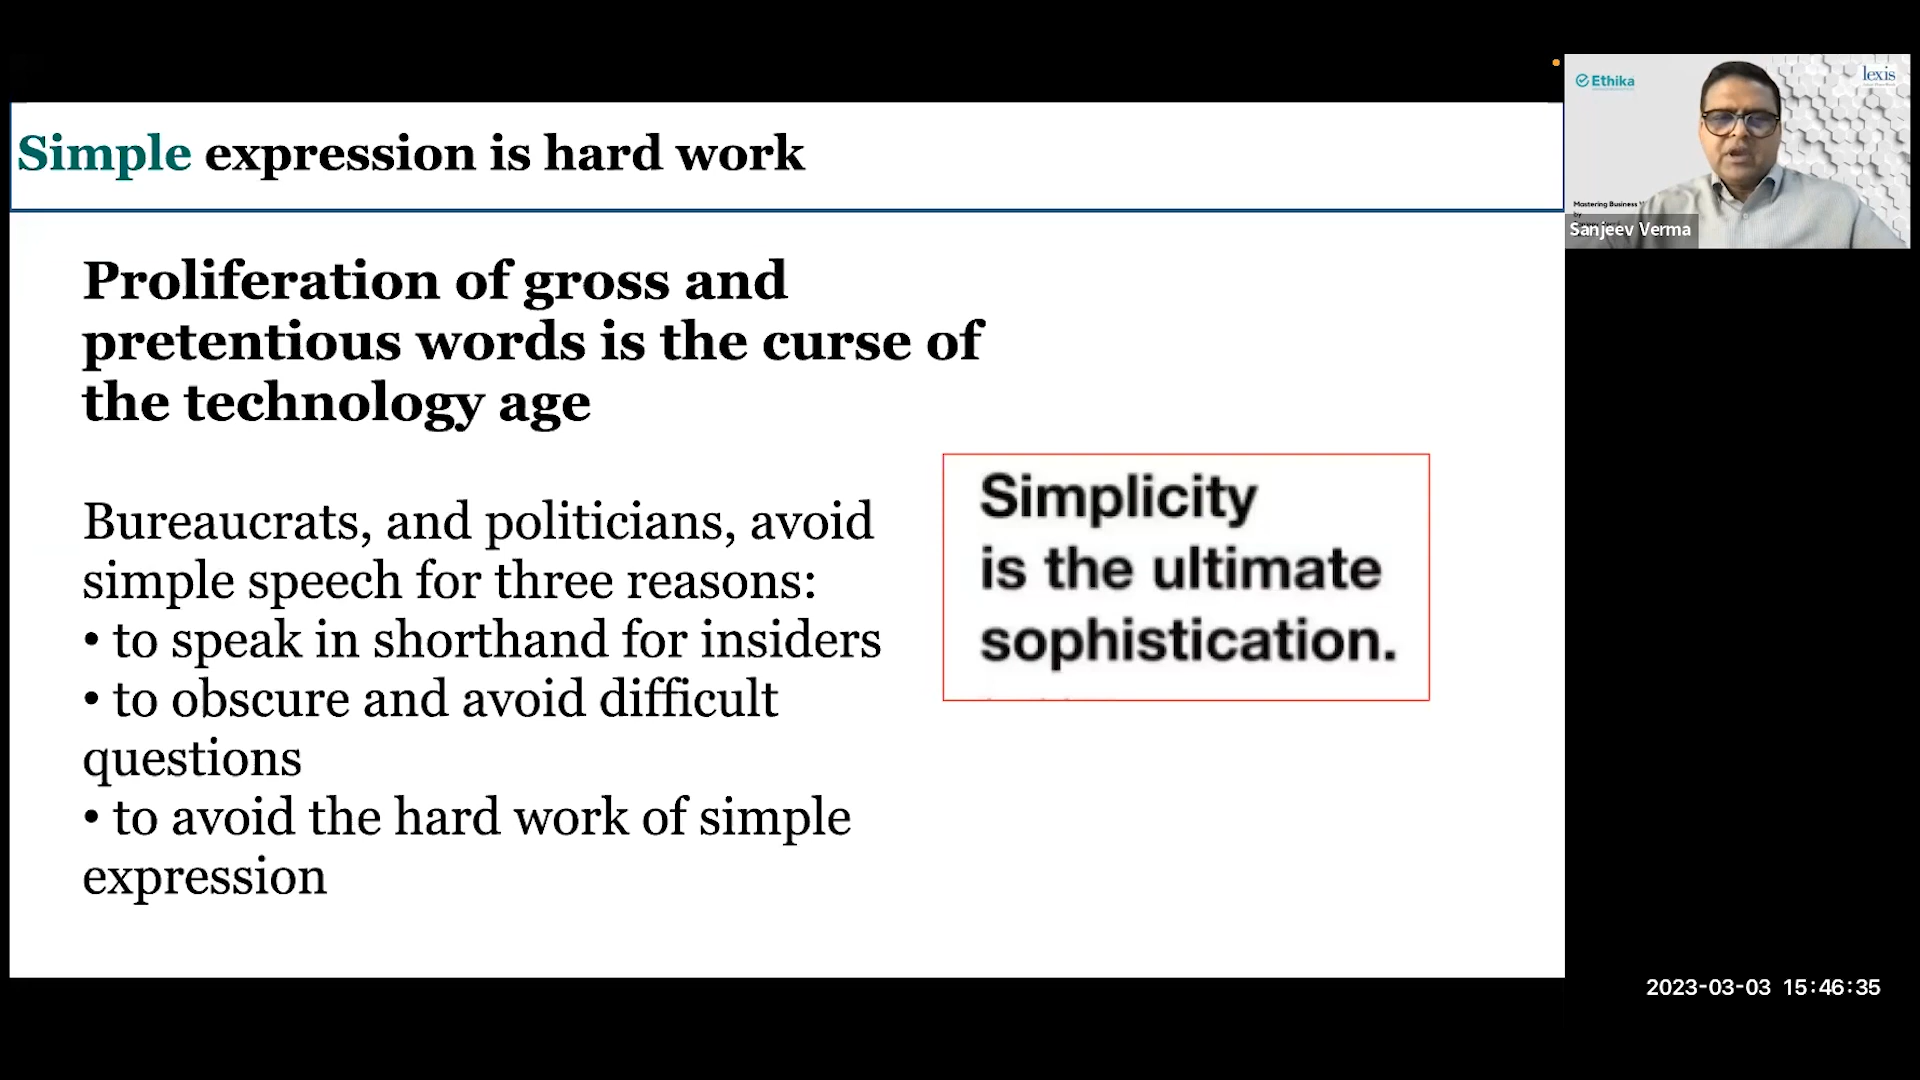 Simple expression is hard work
Proliferation of gross and
pretentious words is the curse of
the technology age
Bureaucrats, and politicians, avoid
simple speech for three reasons:
• to speak in shorthand for insiders
• to obscure and avoid difficult
questions
• to avoid the hard work of simple
expression
Simplicity
is the ultimate
sophistication.
Ethika
lexis
Mastering Business
by
Sanjeev Verma
2023-03-03 15:46:35